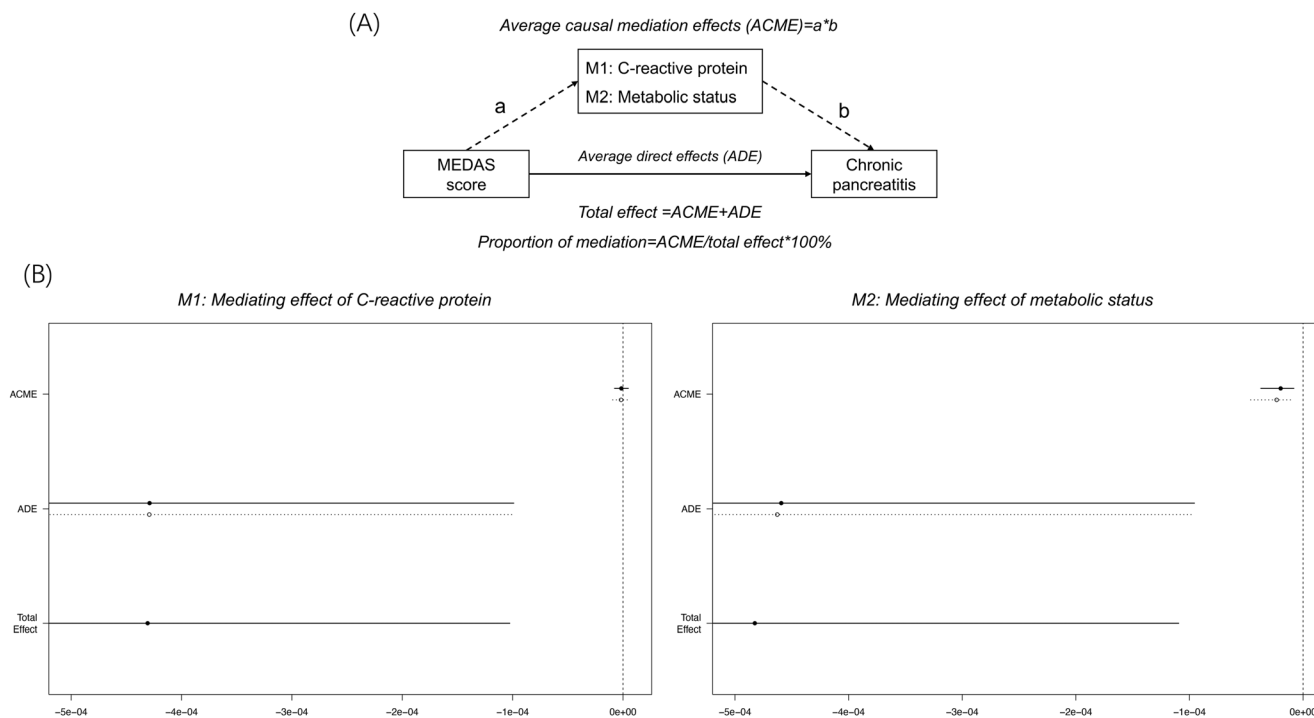 (A)
Average causal mediation effects (ACME)=a*b
M1: C-reactive protein
M2: Metabolic status
a
b
MEDAS
score
Average direct effects (ADE)
Chronic
pancreatitis
Total effect =ACME+ADE
Proportion of mediation=ACME/total effect*100%
(B)
M1: Mediating effect of C-reactive protein
ACME
ADE
Total
Effect
−5e−04 −4e−04 −3e−04 −2e−04 −1e−04 0e+00
M2: Mediating effect of metabolic status
ACME
ADE
Total
Effect
−5e−04 −4e−04 −3e−04 −2e−04 −1e−04 0e+00